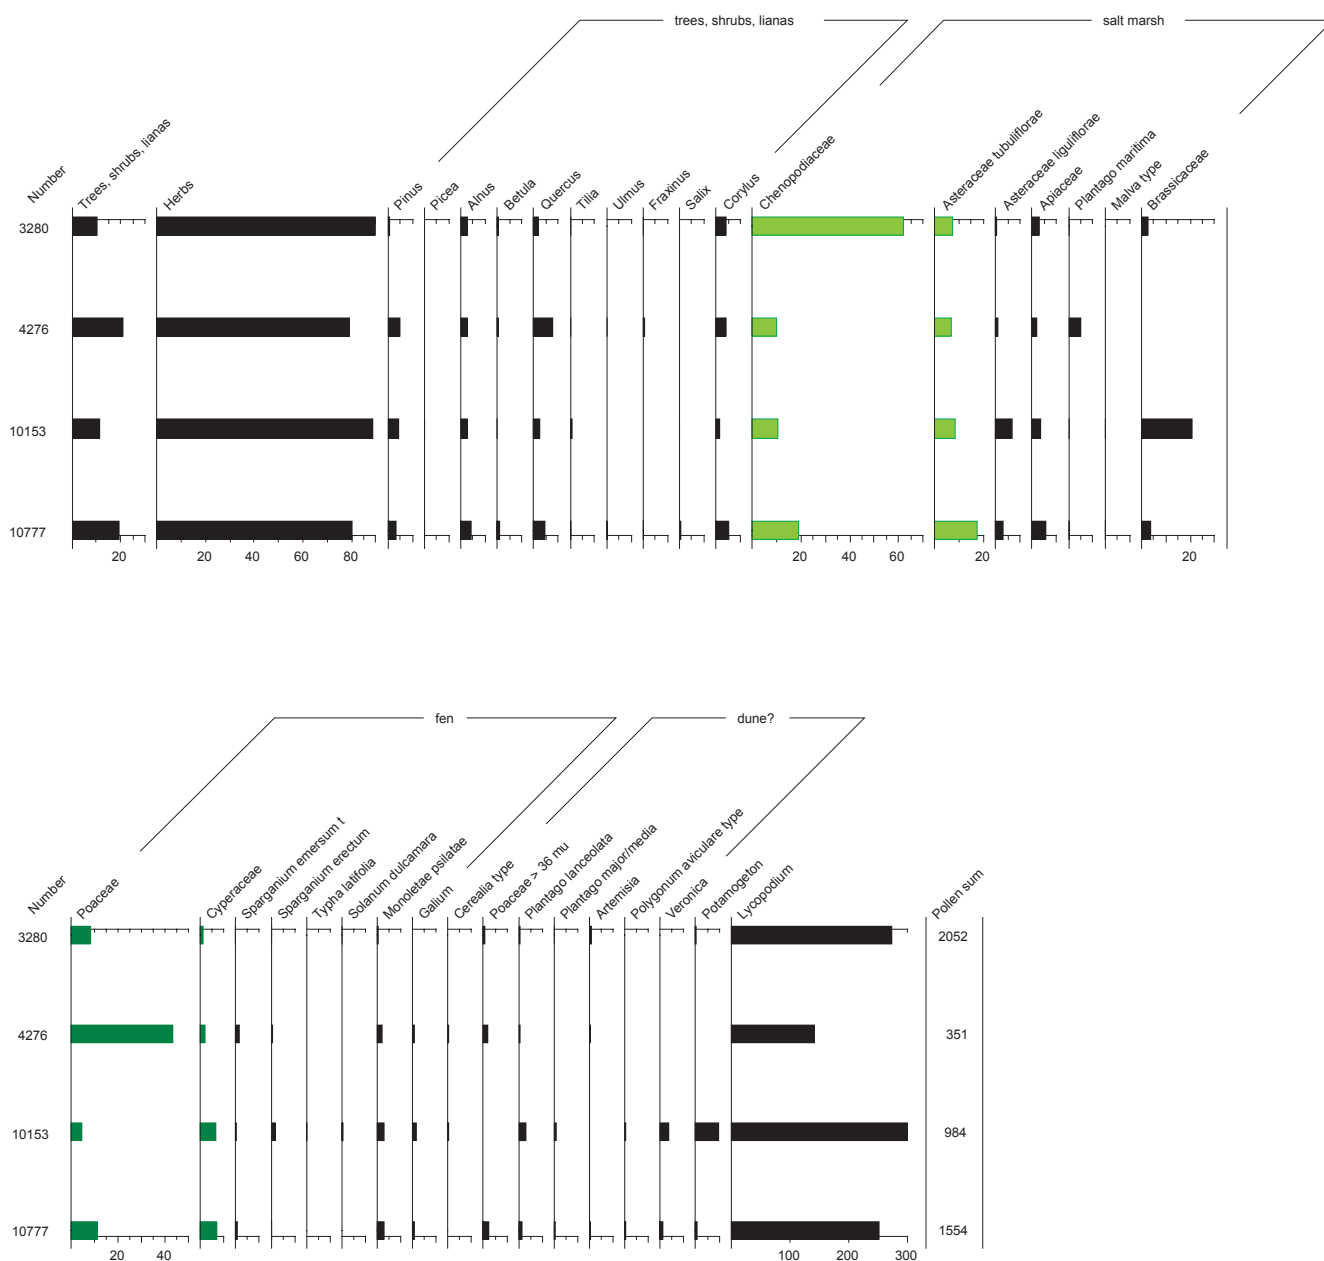 trees, shrubs, lianas
salt marsh
Number
Trees, shrubs, lianas
Herbs
Pinus
Picea
Alnus
Betula
Quercus
Tilia
Ulmus
Fraxinus
Salix
Corylus
Chenopodiaceae
Asteraceae tubuliflorae
Asteraceae liguliflorae
Apiaceae
Plantago maritima
Malva type
Brassicaceae
3280
4276
10153
10777
20
20 40 60 80
20 40 60
20
20
fen
dune?
Number
Poaceae
Cyperaceae
Sparganium emersum t
Sparganium erectum
Typha latifolia
Solanum dulcamara
Monoletae psilatae
Galium
Cerealia type
Poaceae > 36 mu
Plantago lanceolata
Plantago major/media
Artemisia
Polygonum aviculare type
Veronica
Potamogeton
Lycopodium
Pollen sum
3280 2052
4276 351
10153 984
10777 1554
20 40
100 200 300